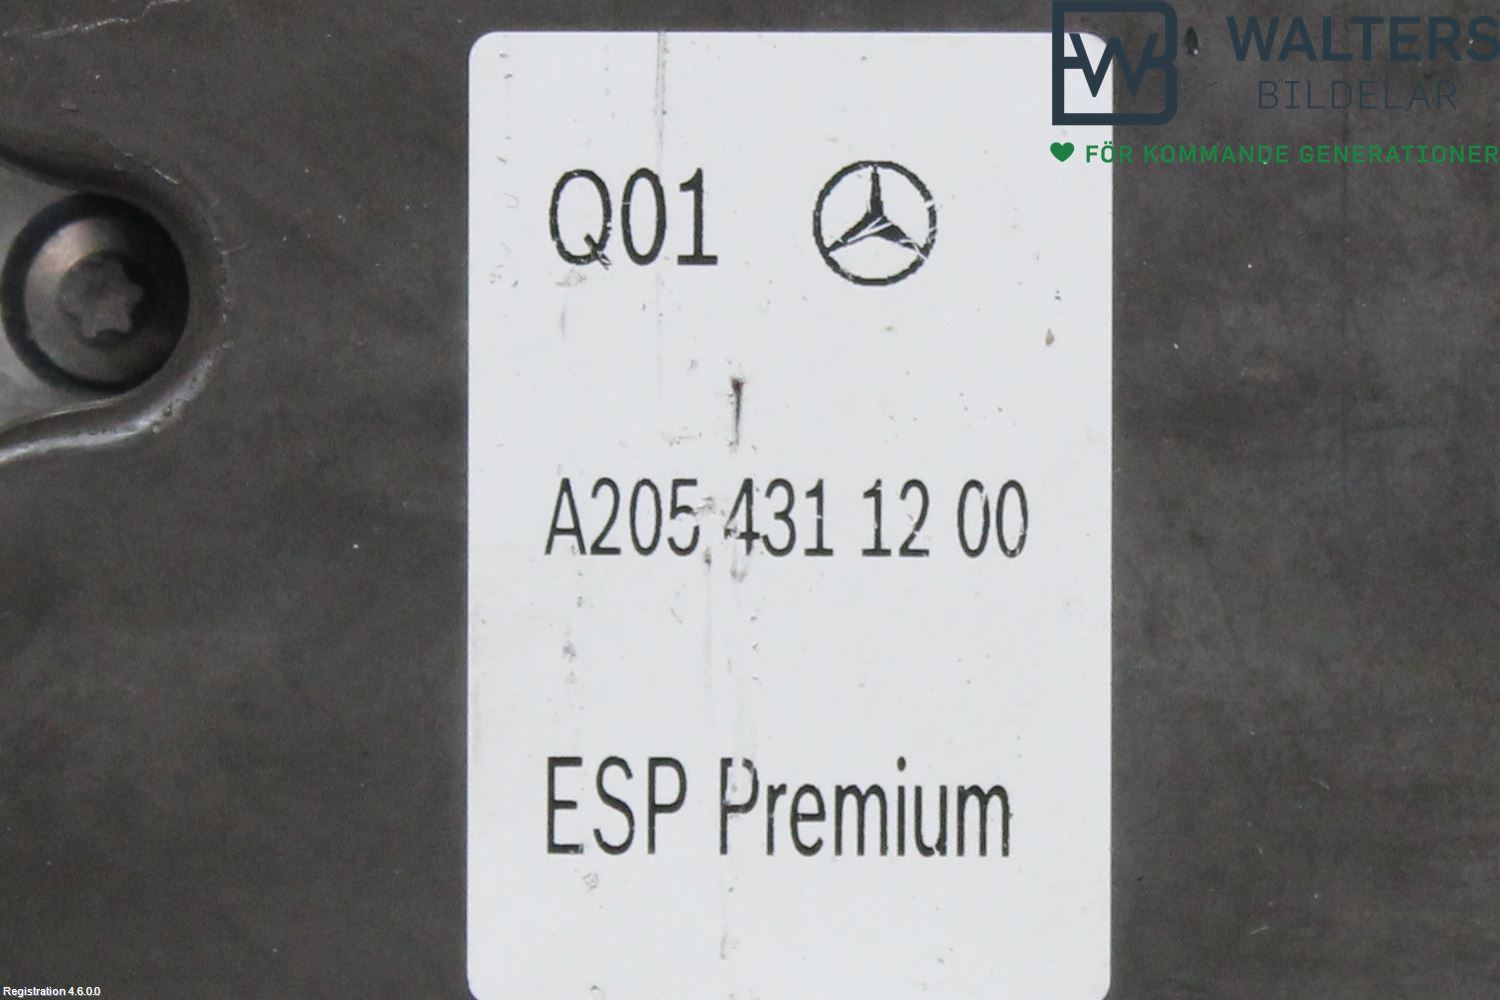 WALTERS
BILDELAR
FÖR KOMMANDE GENERATIONER
Q01
A205 431 12 00
ESP Premium
Registration 4.6.0.0